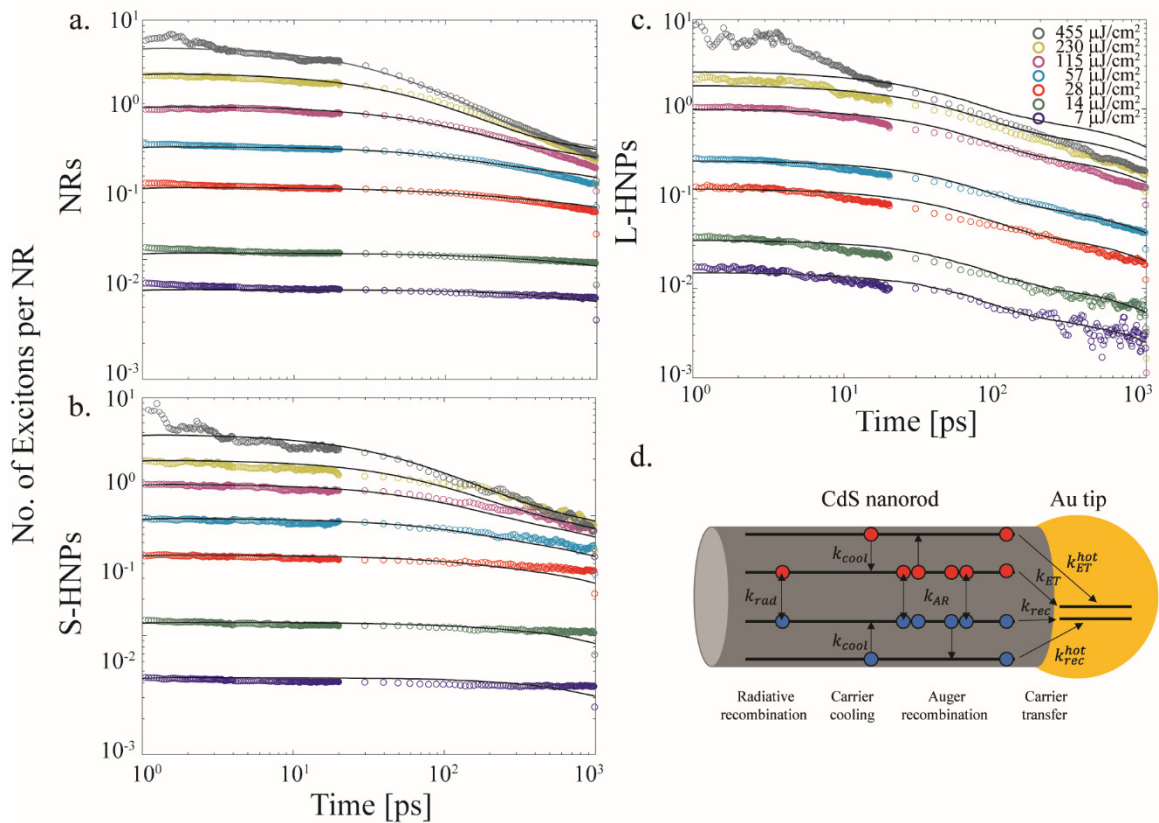 a.
NRs
10¹
10⁰
10⁻¹
10⁻²
10⁻³
b.
S-HNPs
10¹
10⁰
10⁻¹
10⁻²
10⁻³
10⁰
10¹
10²
10³
Time [ps]
No. of Excitons per NR
c.
L-HNPs
10¹
10⁰
10⁻¹
10⁻²
10⁻³
10⁰
10¹
10²
10³
Time [ps]
455 μJ/cm²
230 μJ/cm²
115 μJ/cm²
57 μJ/cm²
28 μJ/cm²
14 μJ/cm²
7 μJ/cm²
d.
CdS nanorod
Au tip
k_cool
k_rad
k_AR
k_cool
k_ET^hot
k_ET
k_rec
k_rec^hot
Radiative
recombination
Carrier
cooling
Auger
recombination
Carrier
transfer